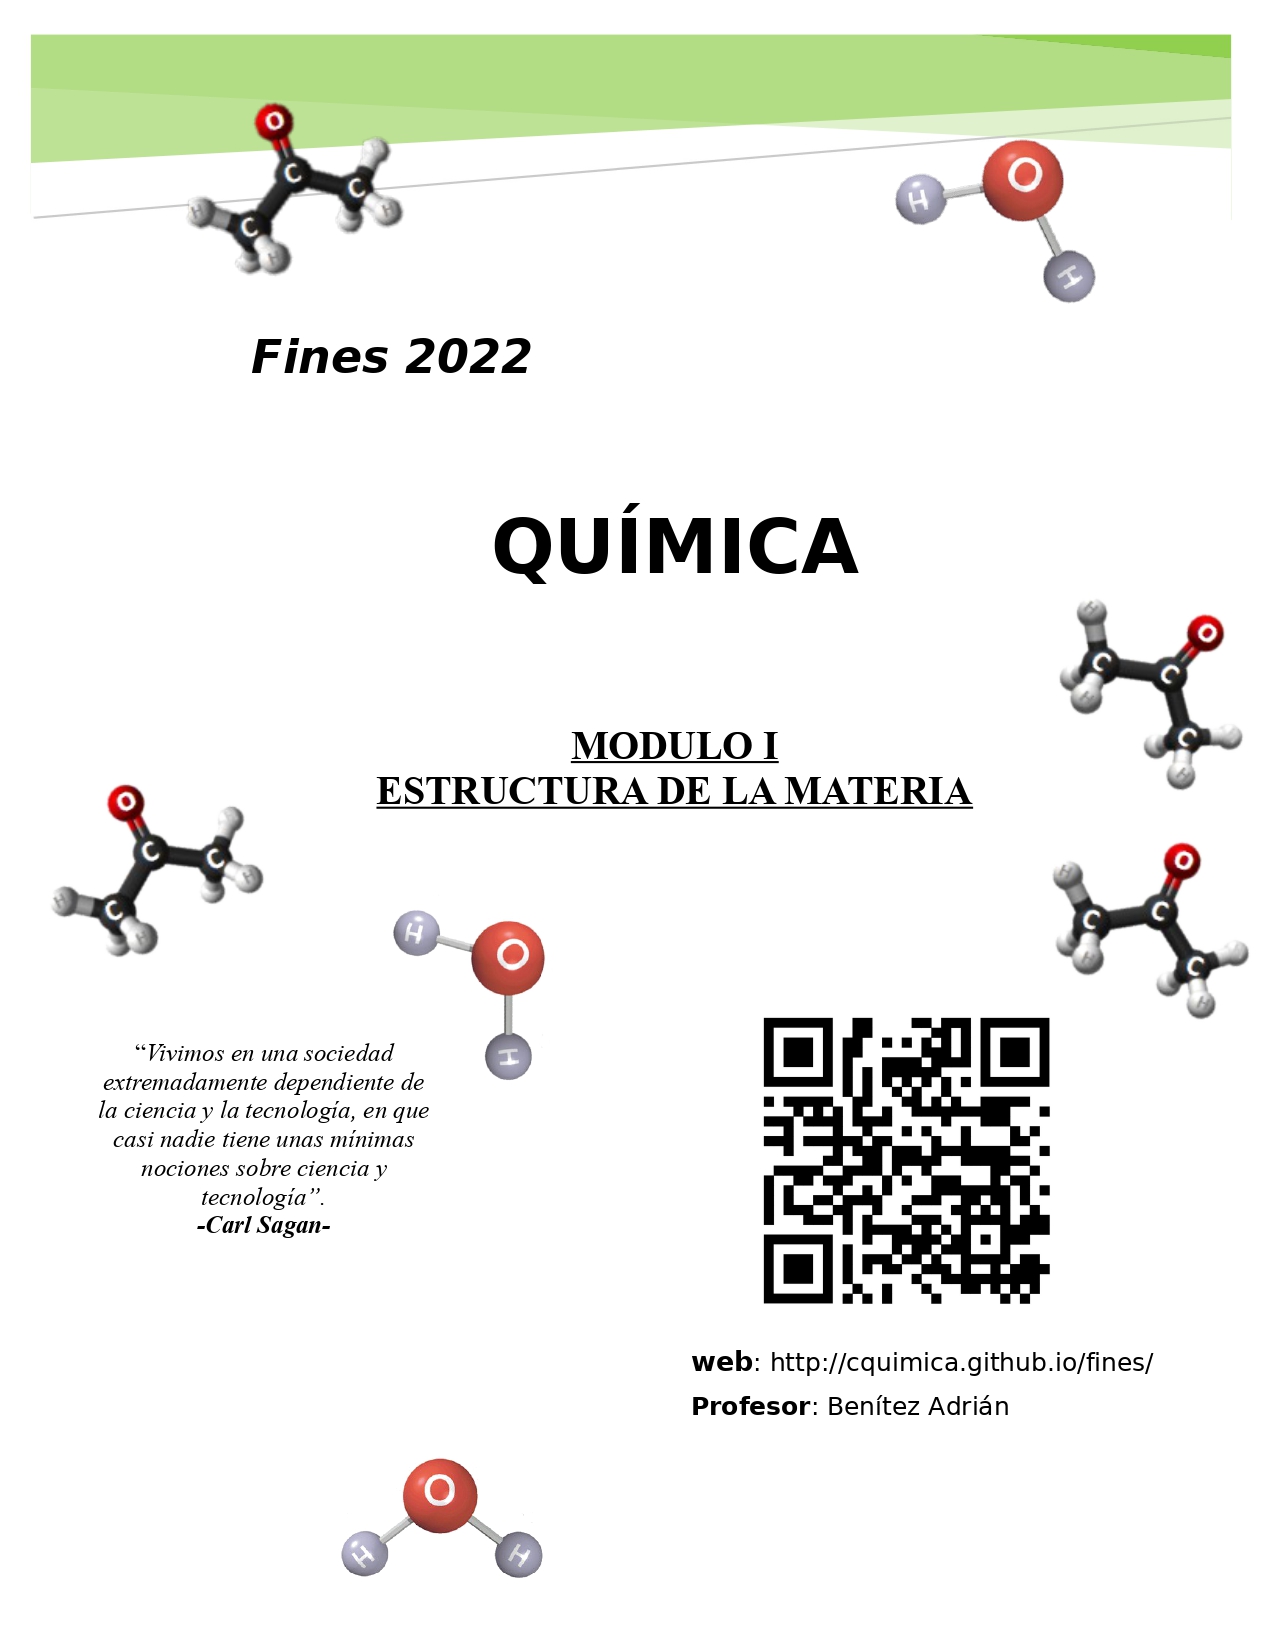 O
C
C
C
H
H
H
O
H
H
Fines 2022
QUÍMICA
H
O
C
C
H
C
MODULO I
ESTRUCTURA DE LA MATERIA
O
C
C
H
C
H
H
O
H
C
C
H
C
H
O
H
“Vivimos en una sociedad
extremadamente dependiente de
la ciencia y la tecnología, en que
casi nadie tiene unas mínimas
nociones sobre ciencia y
tecnología”.
-Carl Sagan-
web: http://cquimica.github.io/fines/
Profesor: Benítez Adrián
O
H
H